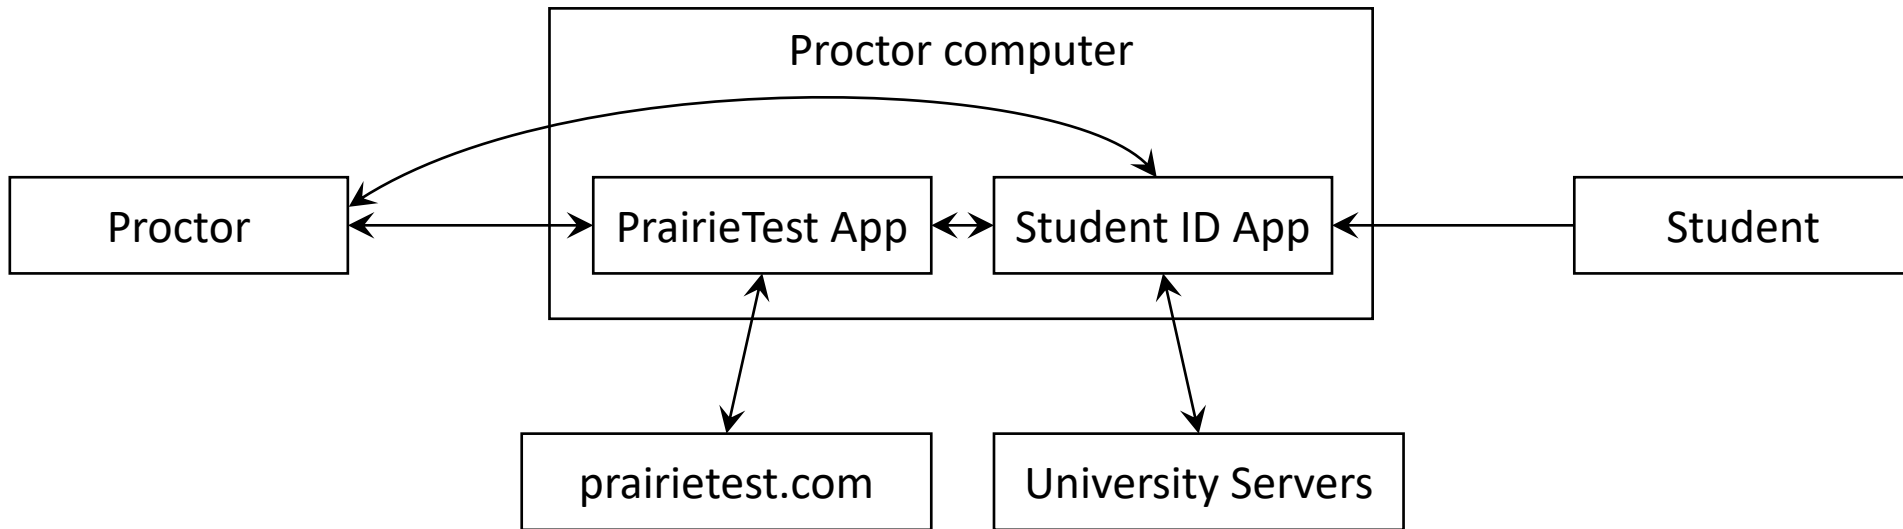 Proctor computer
Proctor
PrairieTest App
Student ID App
Student
prairietest.com
University Servers